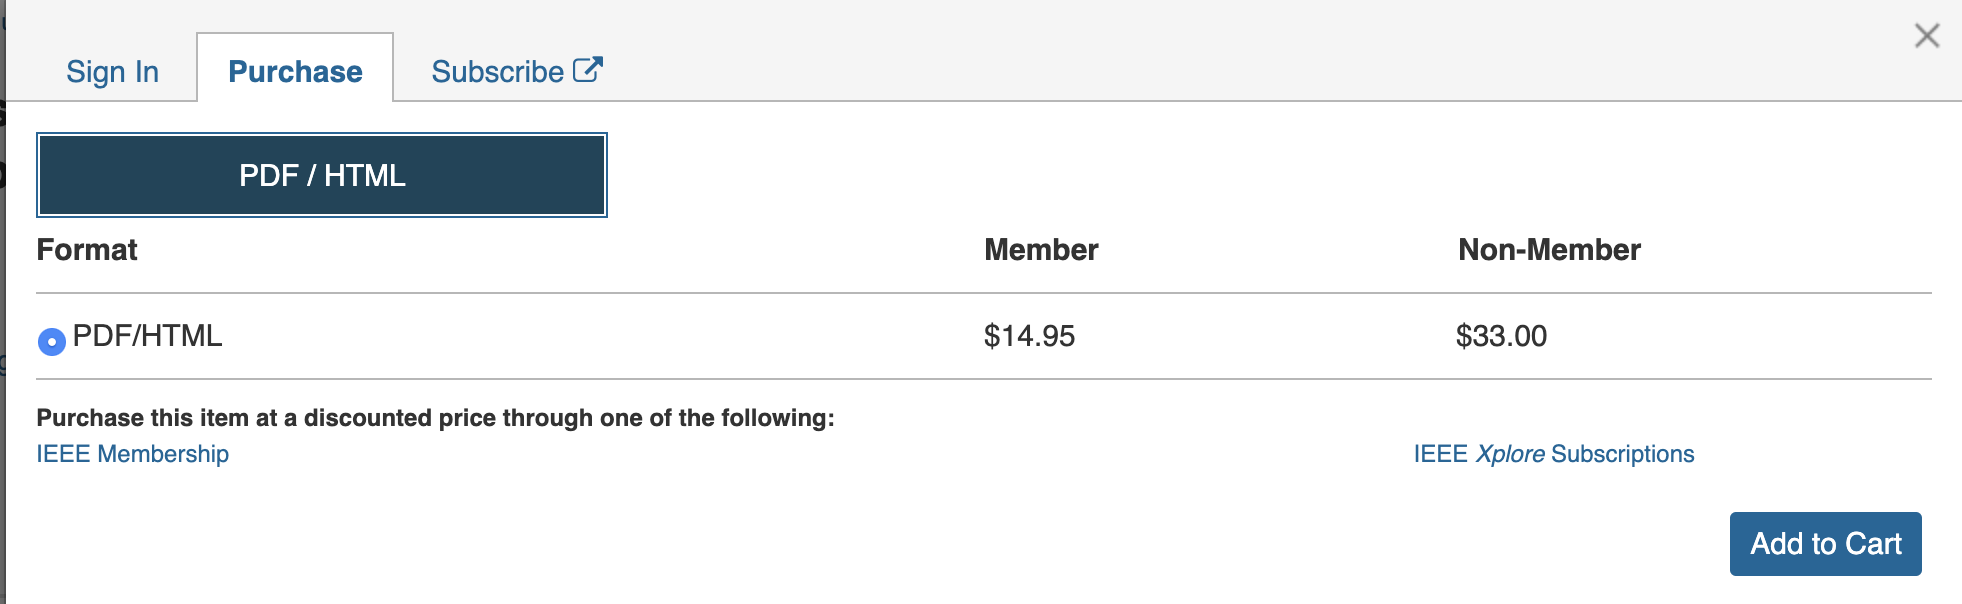 Sign In Purchase Subscribe
PDF / HTML
Format Member Non-Member
PDF/HTML $14.95 $33.00
Purchase this item at a discounted price through one of the following:
IEEE Membership IEEE Xplore Subscriptions
Add to Cart